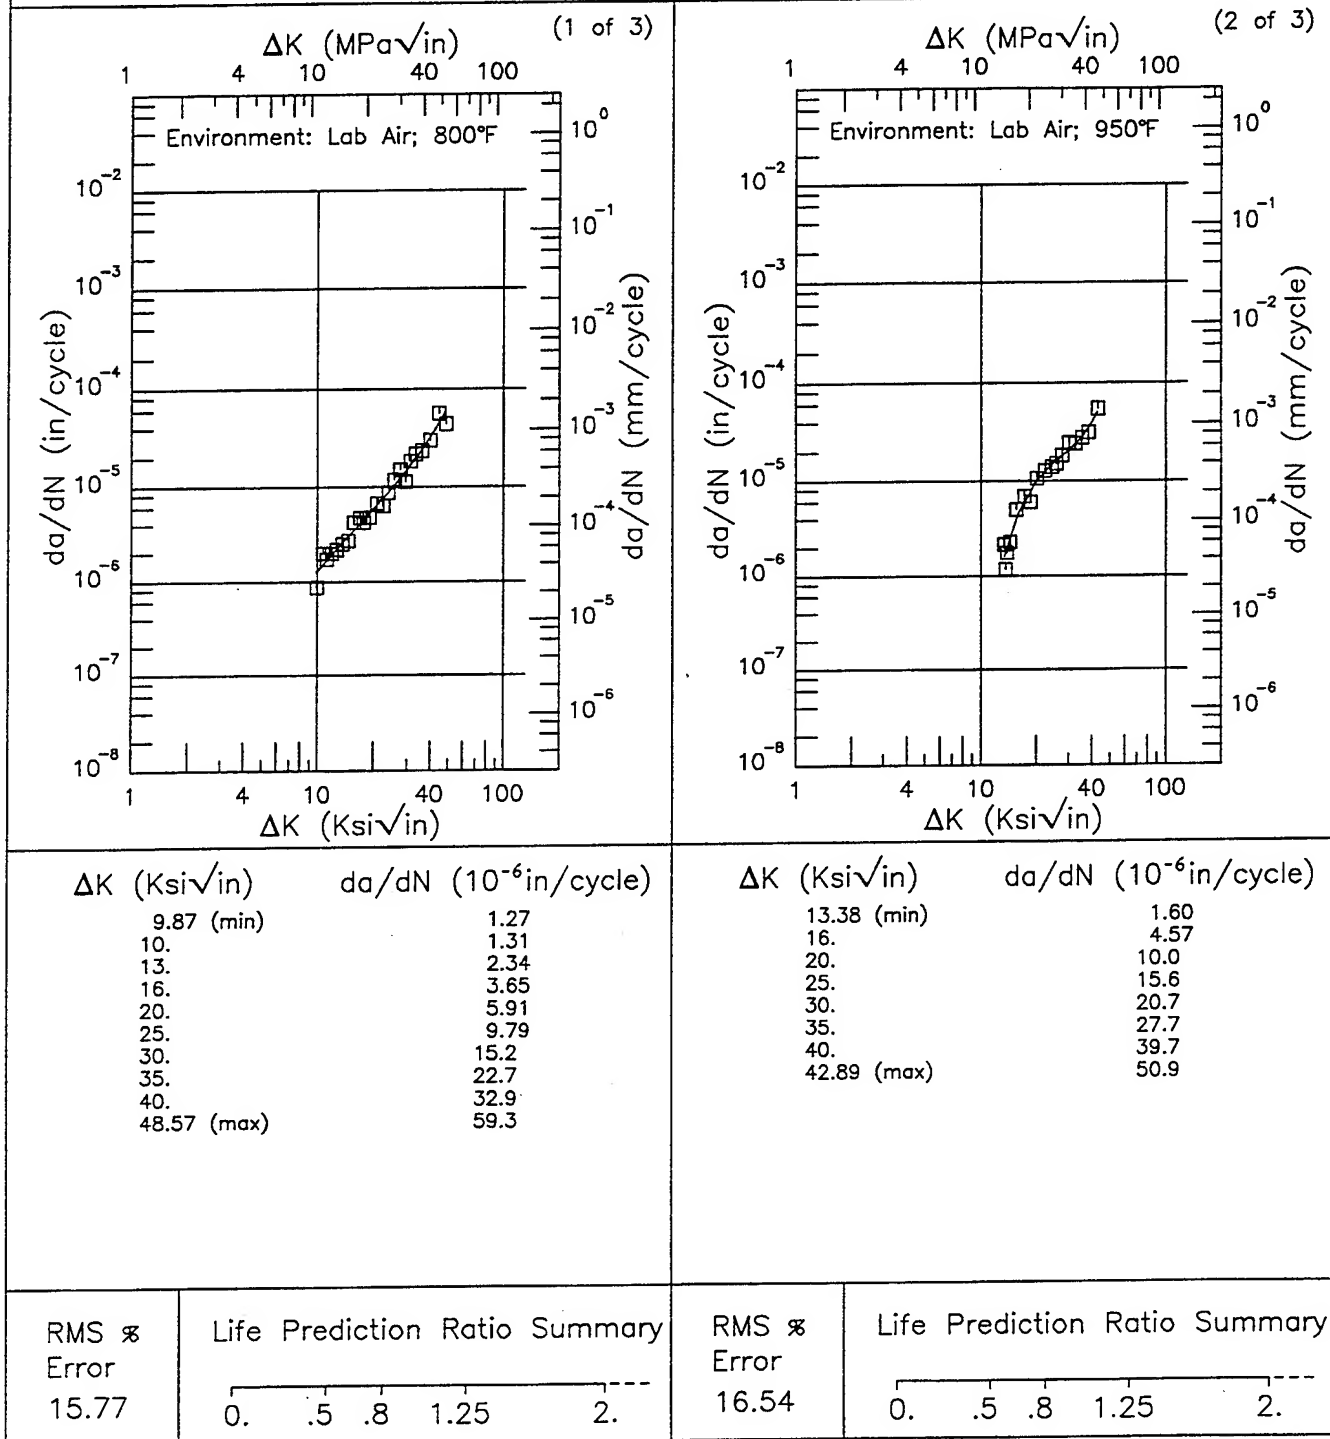 (1 of 3)
ΔK (MPa√in)
1 4 10 40 100
Environment: Lab Air; 800°F
da/dN (in/cycle)
10⁻²
10⁻³
10⁻⁴
10⁻⁵
10⁻⁶
10⁻⁷
10⁻⁸
10⁰
10⁻¹
10⁻²
10⁻³
10⁻⁴
10⁻⁵
10⁻⁶
da/dN (mm/cycle)
1 4 10 40 100
ΔK (Ksi√in)
(2 of 3)
ΔK (MPa√in)
1 4 10 40 100
Environment: Lab Air; 950°F
da/dN (in/cycle)
10⁻²
10⁻³
10⁻⁴
10⁻⁵
10⁻⁶
10⁻⁷
10⁻⁸
10⁰
10⁻¹
10⁻²
10⁻³
10⁻⁴
10⁻⁵
10⁻⁶
da/dN (mm/cycle)
1 4 10 40 100
ΔK (Ksi√in)
ΔK (Ksi√in) da/dN (10⁻⁶in/cycle)
9.87 (min) 1.27
10. 1.31
13. 2.34
16. 3.65
20. 5.91
25. 9.79
30. 15.2
35. 22.7
40. 32.9
48.57 (max) 59.3
ΔK (Ksi√in) da/dN (10⁻⁶in/cycle)
13.38 (min) 1.60
16. 4.57
20. 10.0
25. 15.6
30. 20.7
35. 27.7
40. 39.7
42.89 (max) 50.9
RMS %
Error
15.77
Life Prediction Ratio Summary
0. .5 .8 1.25 2.
RMS %
Error
16.54
Life Prediction Ratio Summary
0. .5 .8 1.25 2.